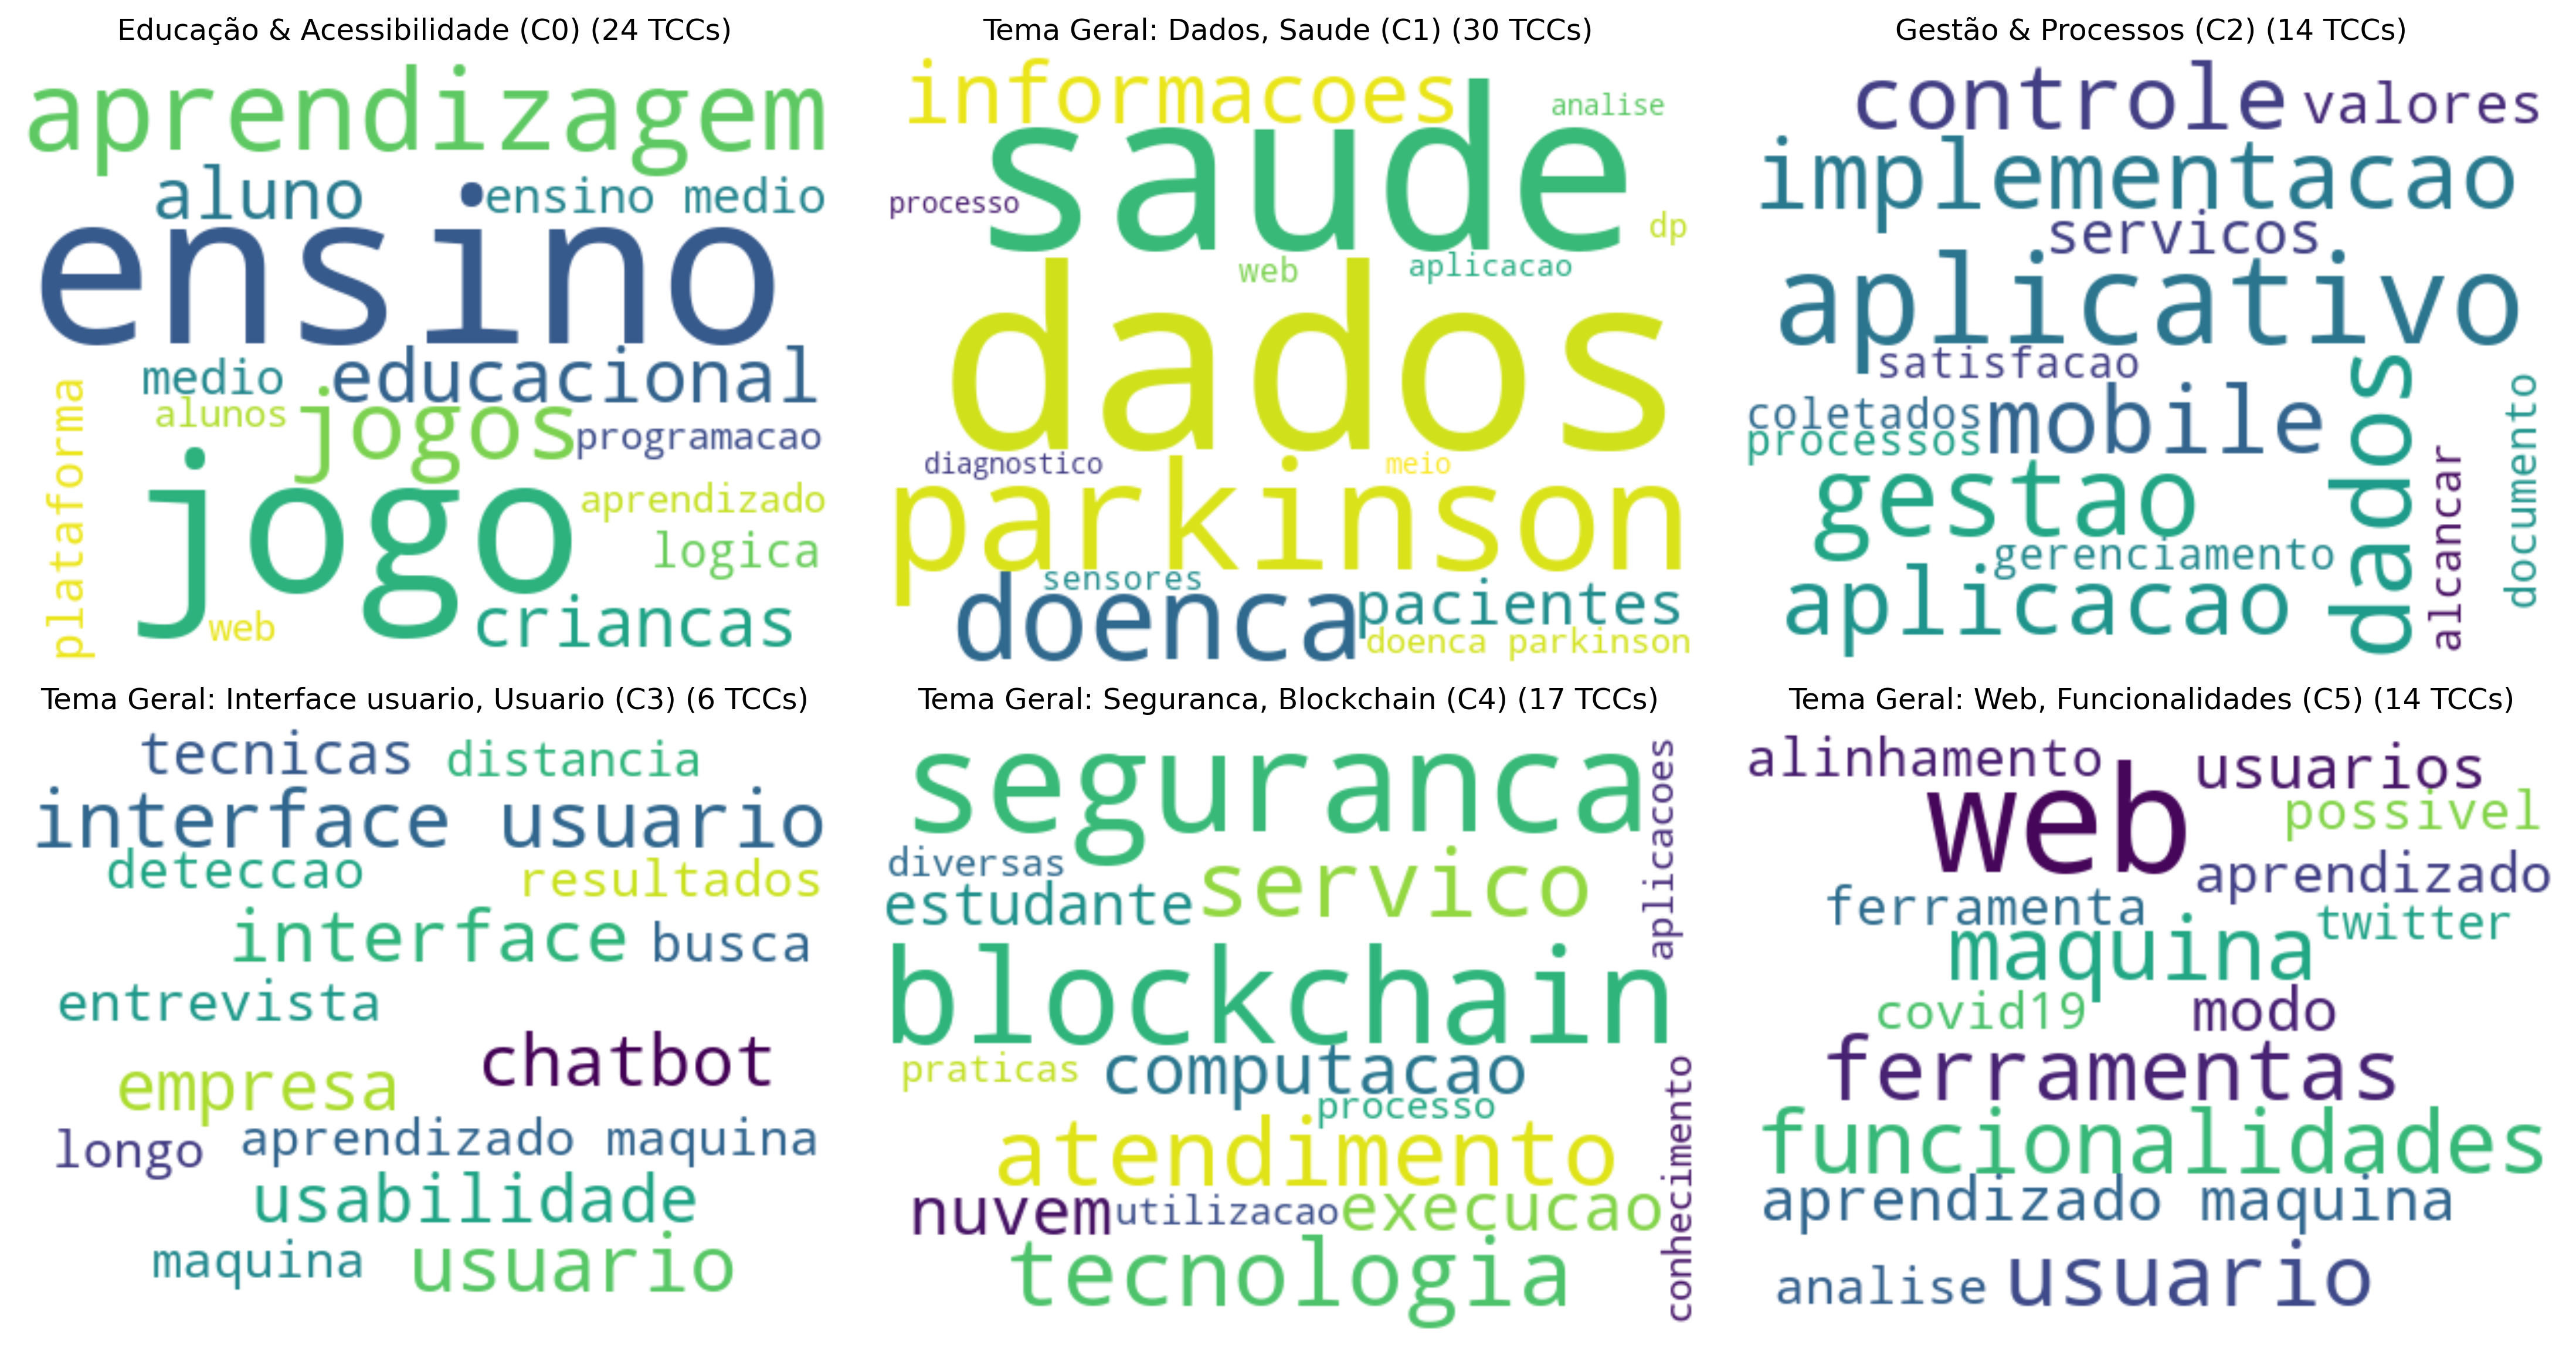 Educação & Acessibilidade (C0) (24 TCCs)
aprendizagem
aluno
ensino medio
ensino
medio
educacional
alunos
jogos
programacao
plataforma
jogo
aprendizado
logica
web
criancas
Tema Geral: Dados, Saude (C1) (30 TCCs)
informacoes
analise
saude
processo
dp
web
aplicacao
dados
diagnostico
meio
parkinson
sensores
doenca
pacientes
doenca parkinson
Gestão & Processos (C2) (14 TCCs)
controle
valores
implementacao
servicos
aplicativo
satisfacao
coletados
processos
mobile
dados
documento
gestao
alcancar
gerenciamento
aplicacao
Tema Geral: Interface usuario, Usuario (C3) (6 TCCs)
tecnicas
distancia
interface usuario
deteccao
resultados
interface
busca
entrevista
chatbot
empresa
longo
aprendizado maquina
usabilidade
maquina
usuario
Tema Geral: Seguranca, Blockchain (C4) (17 TCCs)
seguranca
aplicacoes
diversas
estudante
servico
blockchain
praticas
computacao
processo
conhecimento
atendimento
nuvem
utilizacao
execucao
tecnologia
Tema Geral: Web, Funcionalidades (C5) (14 TCCs)
alinhamento
web
usuarios
possivel
aprendizado
ferramenta
twitter
maquina
covid19
modo
ferramentas
funcionalidades
aprendizado maquina
analise
usuario